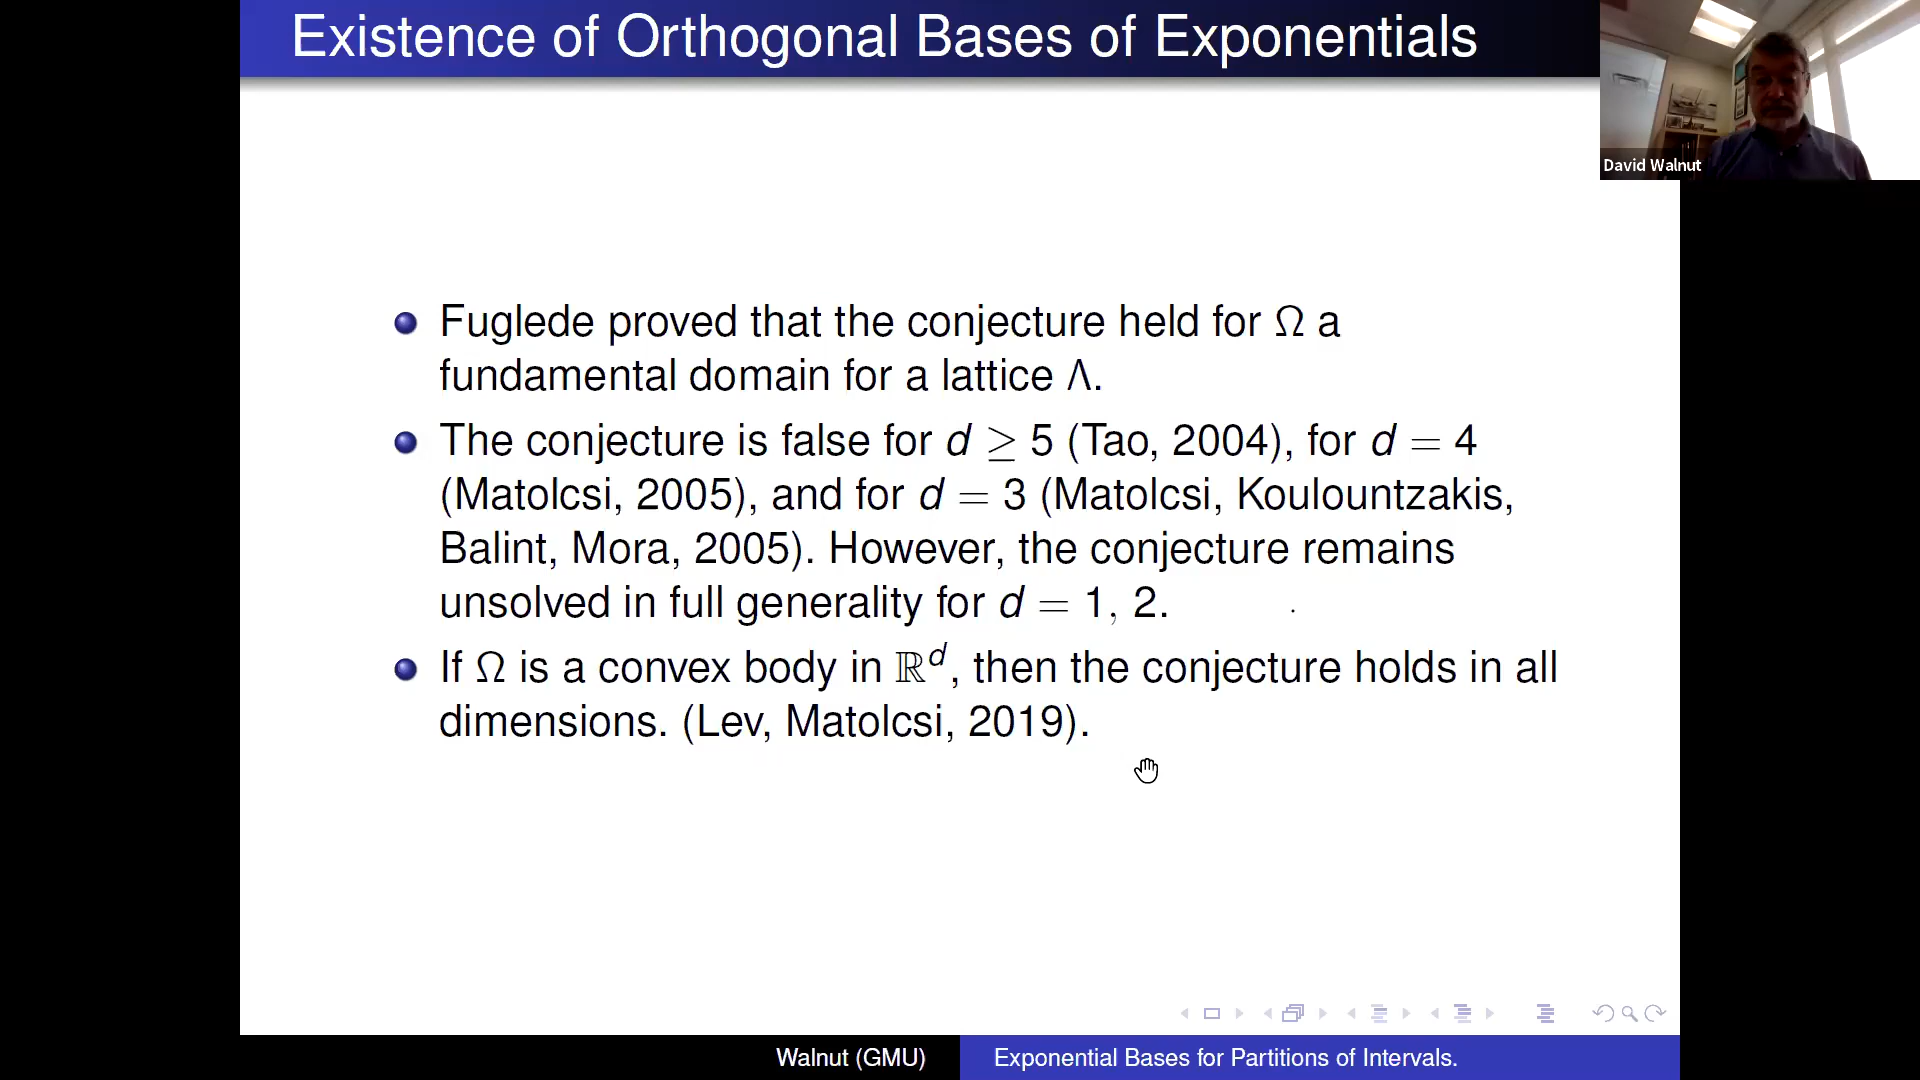 Existence of Orthogonal Bases of Exponentials
David Walnut
Fuglede proved that the conjecture held for Ω a
fundamental domain for a lattice Λ.
The conjecture is false for d ≥ 5 (Tao, 2004), for d = 4
(Matolcsi, 2005), and for d = 3 (Matolcsi, Koulountzakis,
Balint, Mora, 2005). However, the conjecture remains
unsolved in full generality for d = 1, 2.
If Ω is a convex body in ℝᵈ, then the conjecture holds in all
dimensions. (Lev, Matolcsi, 2019).
Walnut (GMU)
Exponential Bases for Partitions of Intervals.